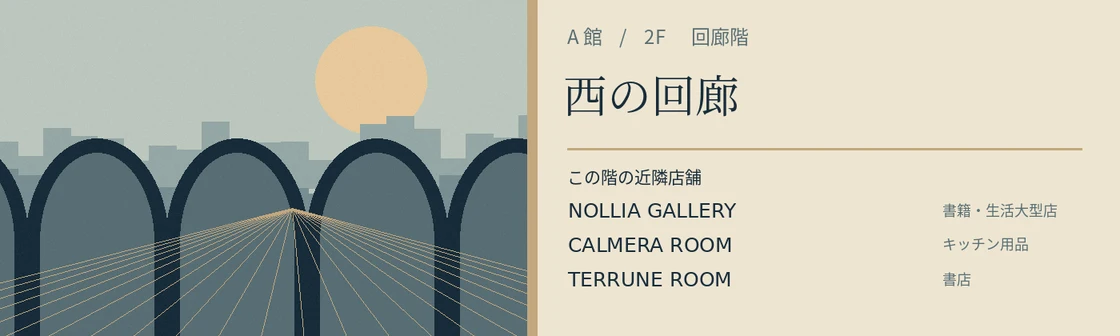 A館 / 2F 回廊階
西の回廊
この階の近隣店舗
NOLLIA GALLERY 書籍・生活大型店
CALMERA ROOM キッチン用品
TERRUNE ROOM 書店